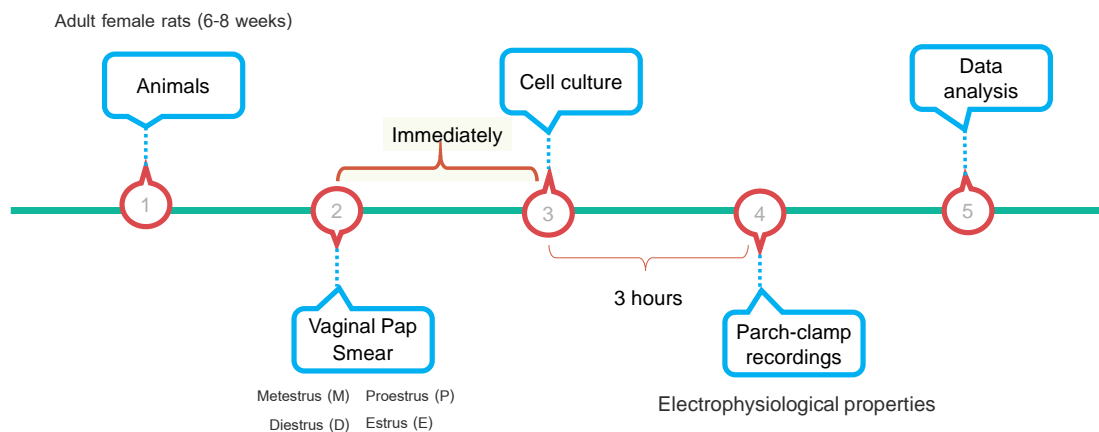 Adult female rats (6-8 weeks)
Animals
Immediately
Cell culture
Data
analysis
1
2
3
4
5
3 hours
Vaginal Pap
Smear
Parch-clamp
recordings
Metestrus (M) Proestrus (P)
Diestrus (D) Estrus (E)
Electrophysiological properties